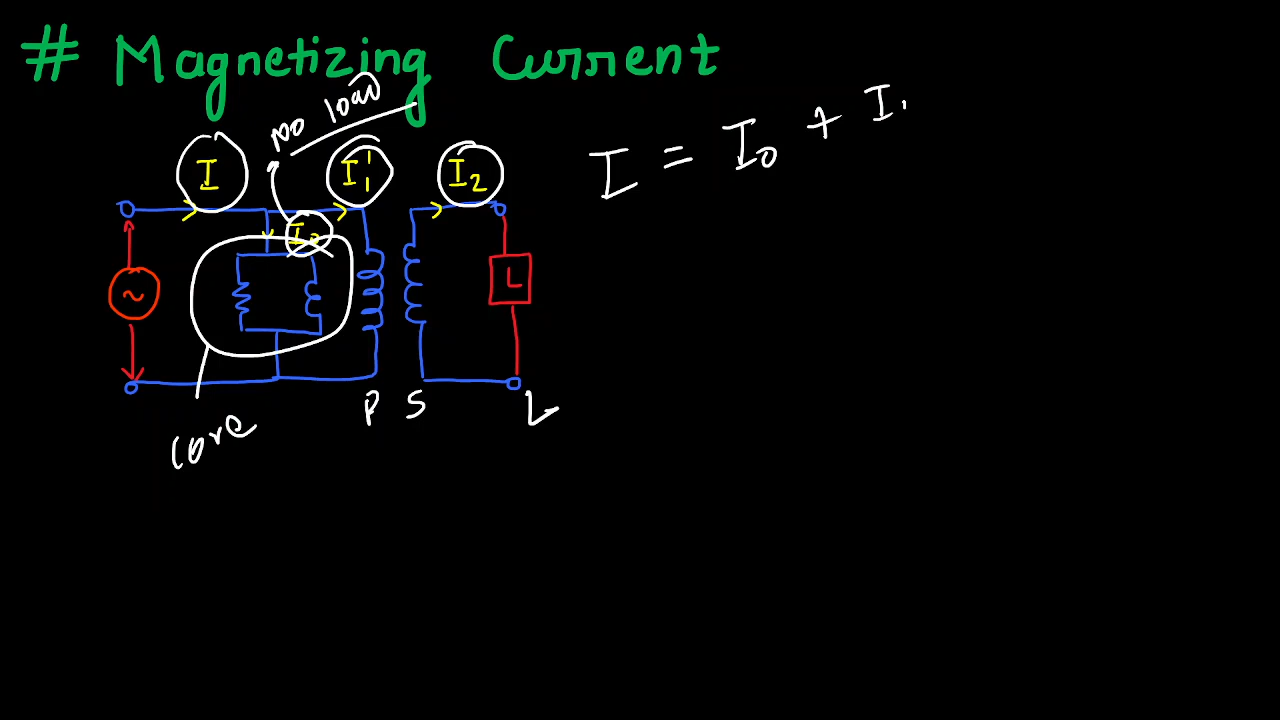 # Magnetizing Current
No load
I = I₀ + I₁
I I₁' I₂
I₀
~ L
P S L
Core